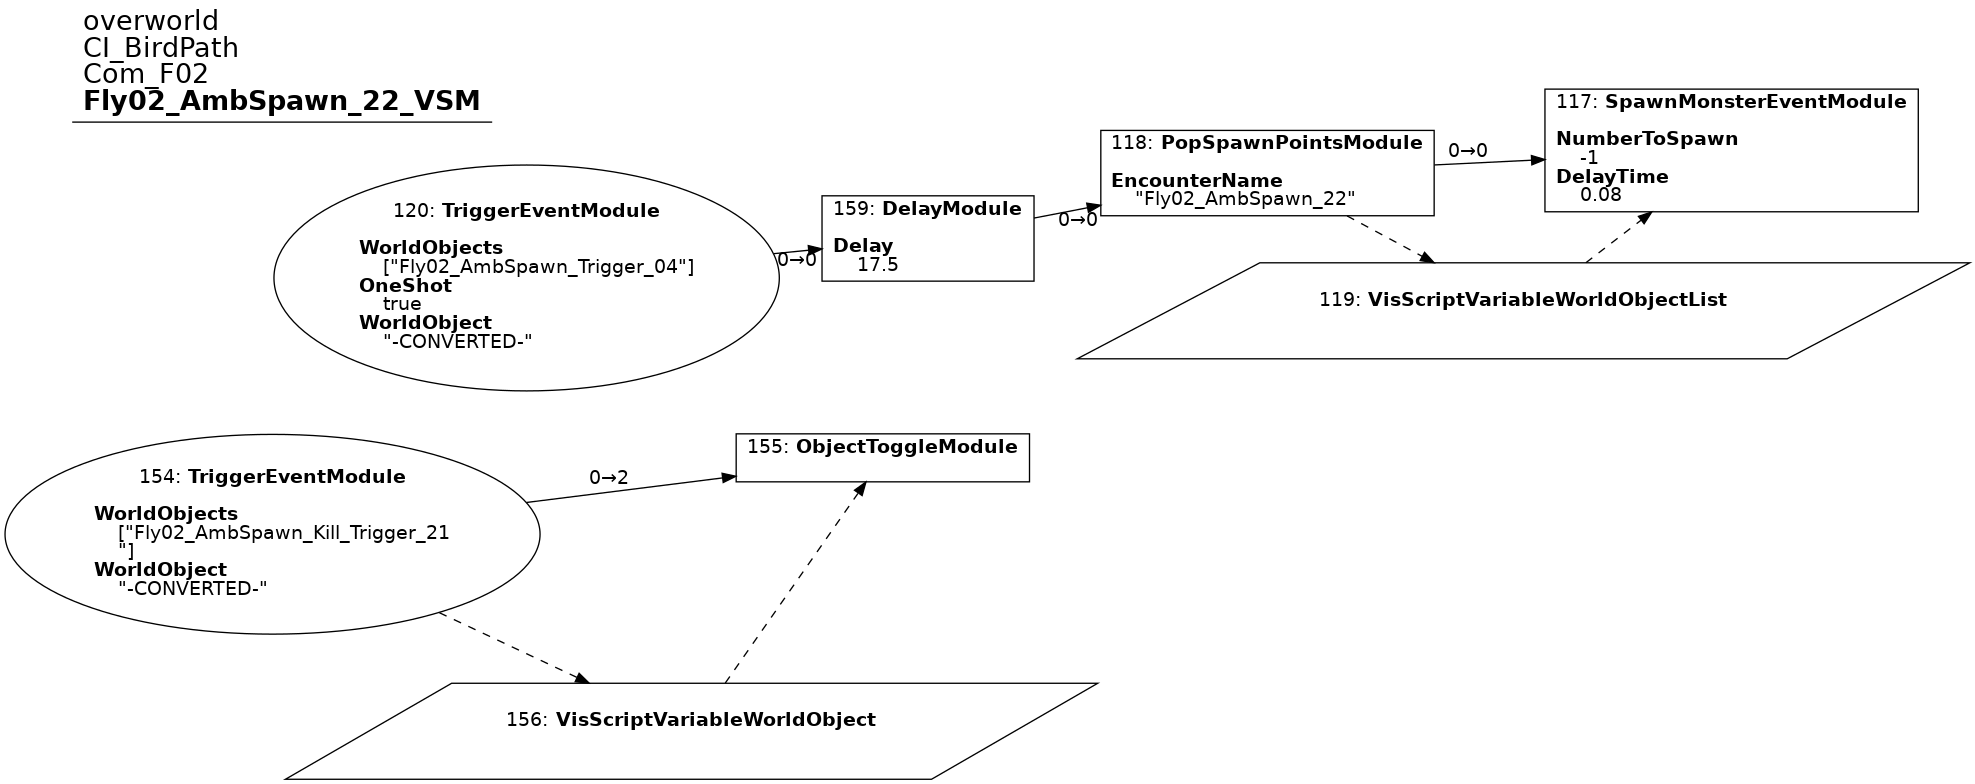 overworld
CI_BirdPath
Com_F02
Fly02_AmbSpawn_22_VSM
117: SpawnMonsterEventModule
NumberToSpawn
-1
DelayTime
0.08
118: PopSpawnPointsModule
EncounterName
"Fly02_AmbSpawn_22"
0→0
120: TriggerEventModule
WorldObjects
["Fly02_AmbSpawn_Trigger_04"]
OneShot
true
WorldObject
"-CONVERTED-"
0→0
159: DelayModule
Delay
17.5
0→0
119: VisScriptVariableWorldObjectList
154: TriggerEventModule
WorldObjects
["Fly02_AmbSpawn_Kill_Trigger_21
"]
WorldObject
"-CONVERTED-"
0→2
155: ObjectToggleModule
156: VisScriptVariableWorldObject